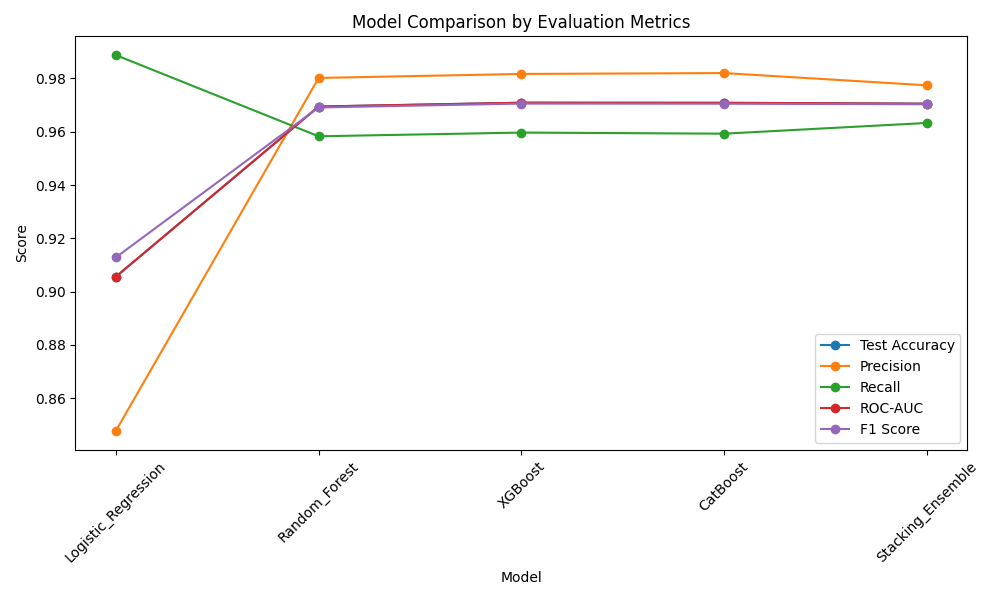 Model Comparison by Evaluation Metrics
Score
0.98
0.96
0.94
0.92
0.90
0.88
0.86
Test Accuracy
Precision
Recall
ROC-AUC
F1 Score
Logistic_Regression
Random_Forest
XGBoost
CatBoost
Stacking_Ensemble
Model